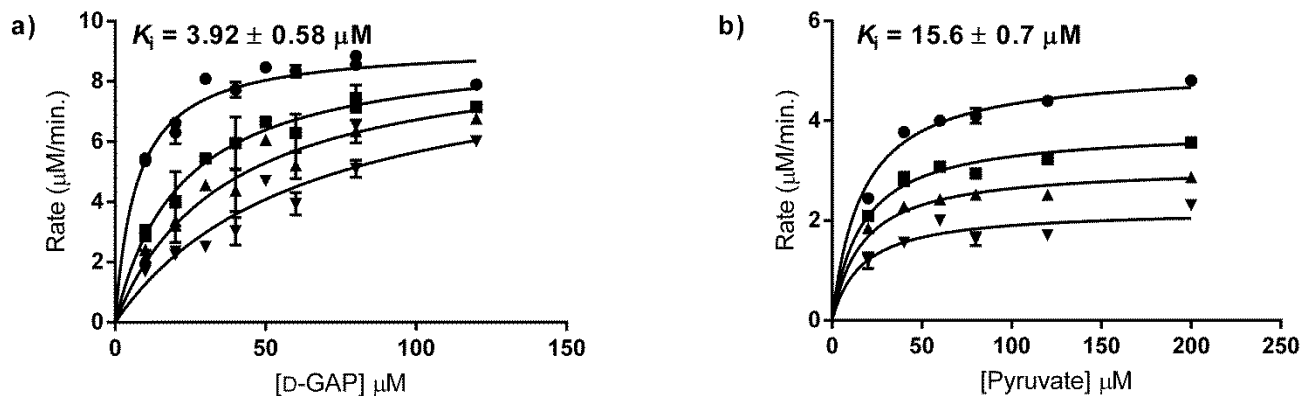 a)
K_i = 3.92 ± 0.58 μM
Rate (μM/min.)
10
8
6
4
2
0
0 50 100 150
[D-GAP] μM
b)
K_i = 15.6 ± 0.7 μM
Rate (μM/min.)
6
4
2
0
0 50 100 150 200 250
[Pyruvate] μM